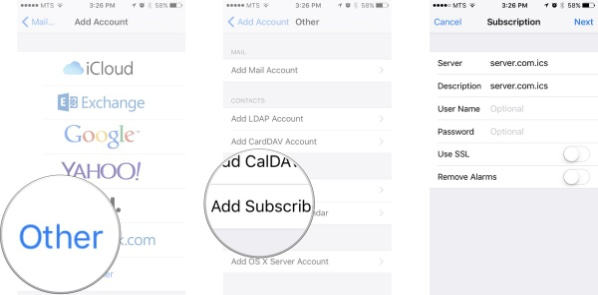 MTS 3:26 PM 58%
Mail... Add Account
iCloud
Exchange
Google
YAHOO!
Other
.com
MTS 3:26 PM 58%
Add Account Other
MAIL
Add Mail Account
CONTACTS
Add LDAP Account
Add CardDAV Account
dd CalDAV
Add Subscrib
ndar
Add OS X Server Account
MTS 3:26 PM 58%
Cancel Subscription Next
Server server.com.ics
Description server.com.ics
User Name Optional
Password Optional
Use SSL
Remove Alarms